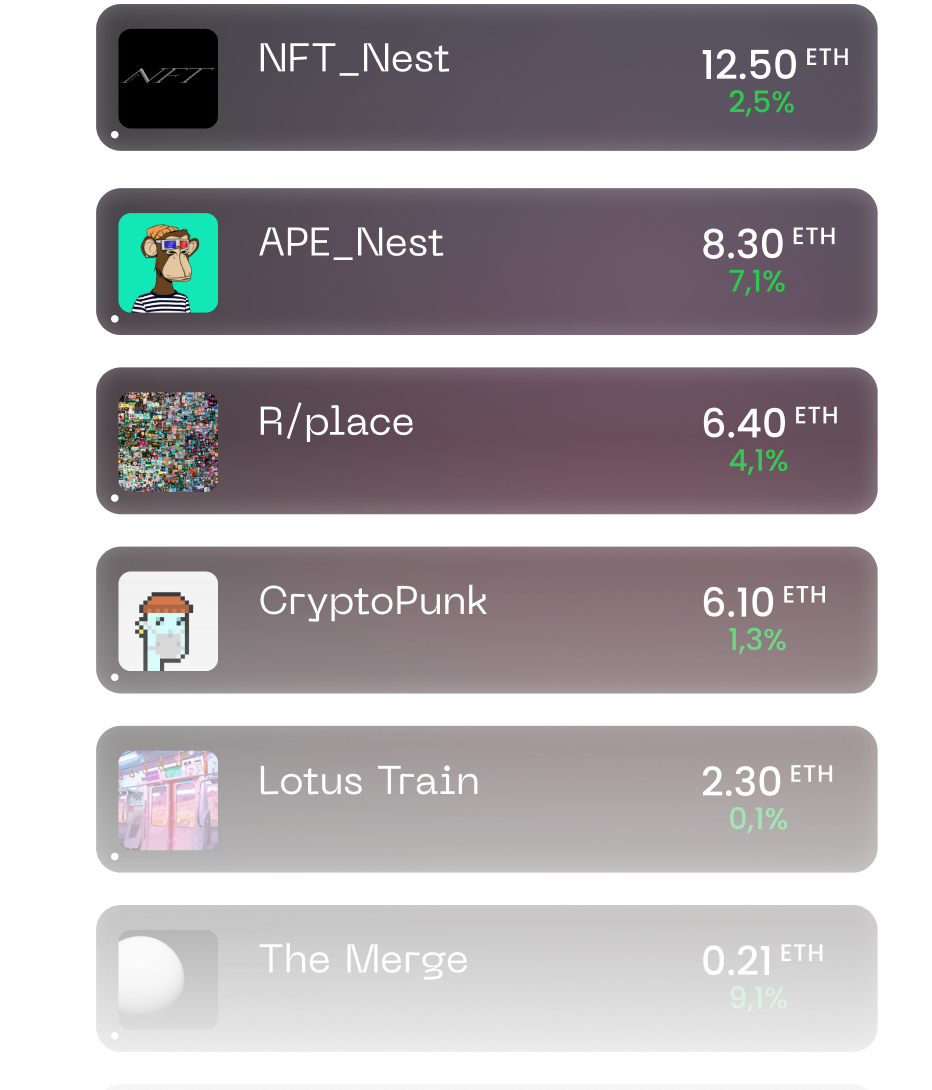 NFT
NFT_Nest
12.50 ETH
2,5%
APE_Nest
8.30 ETH
7,1%
R/place
6.40 ETH
4,1%
CryptoPunk
6.10 ETH
1,3%
Lotus Train
2.30 ETH
0,1%
The Merge
0.21 ETH
9,1%